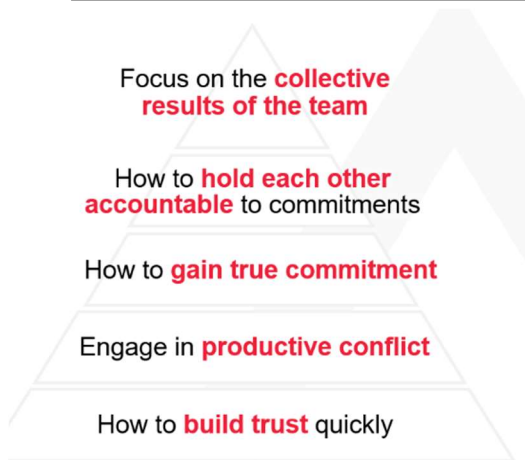 Focus on the collective
results of the team
How to hold each other
accountable to commitments
How to gain true commitment
Engage in productive conflict
How to build trust quickly